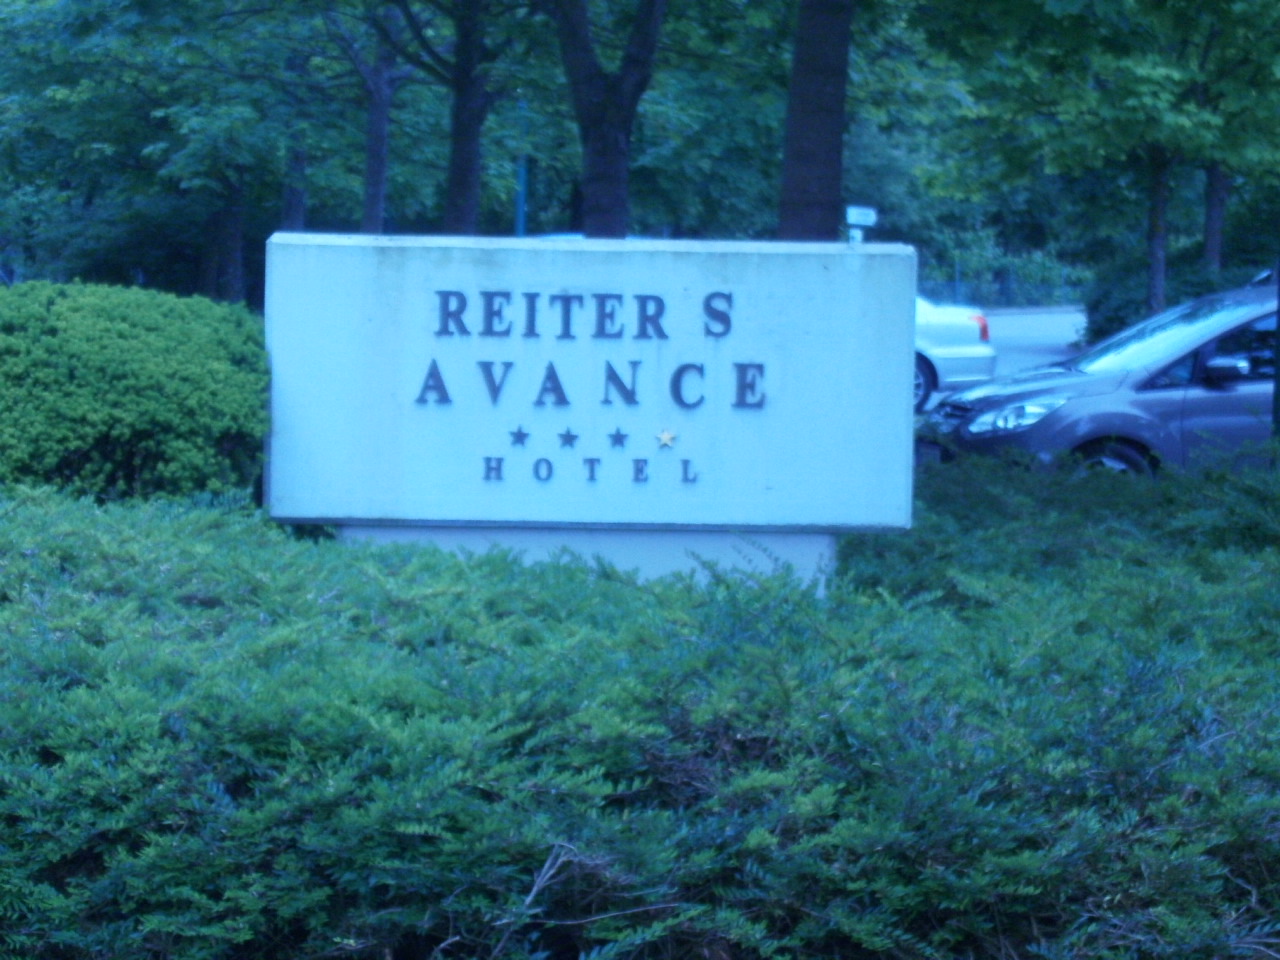 REITER S
AVANCE
★★★★
HOTEL